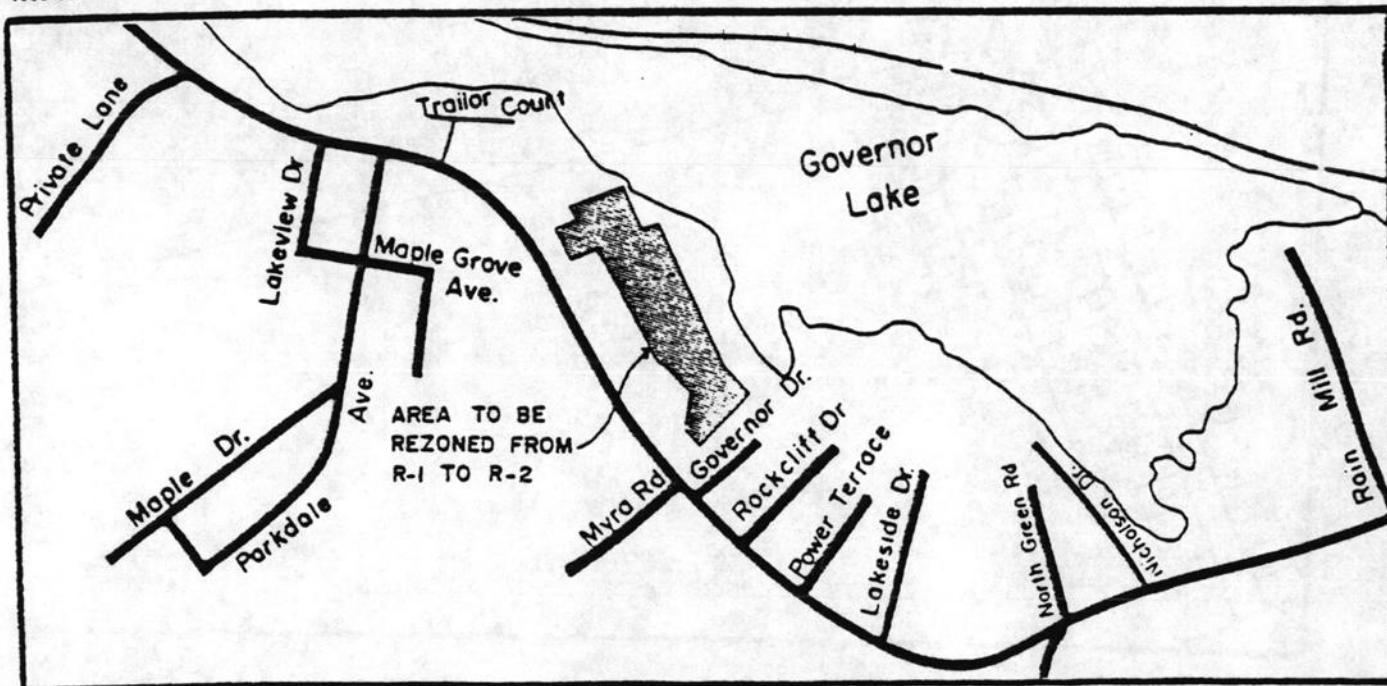 Private Lane
Trailor Court
Governor
Lake
Lakeview Dr
Maple Grove
Ave.
AREA TO BE
REZONED FROM
R-1 TO R-2
Maple Dr.
Parkdale Ave.
Myra Rd
Governor Dr.
Rockcliff Dr
Power Terrace
Lakeside Dr.
North Green Rd
Nicholson Dr.
Rain Mill Rd.